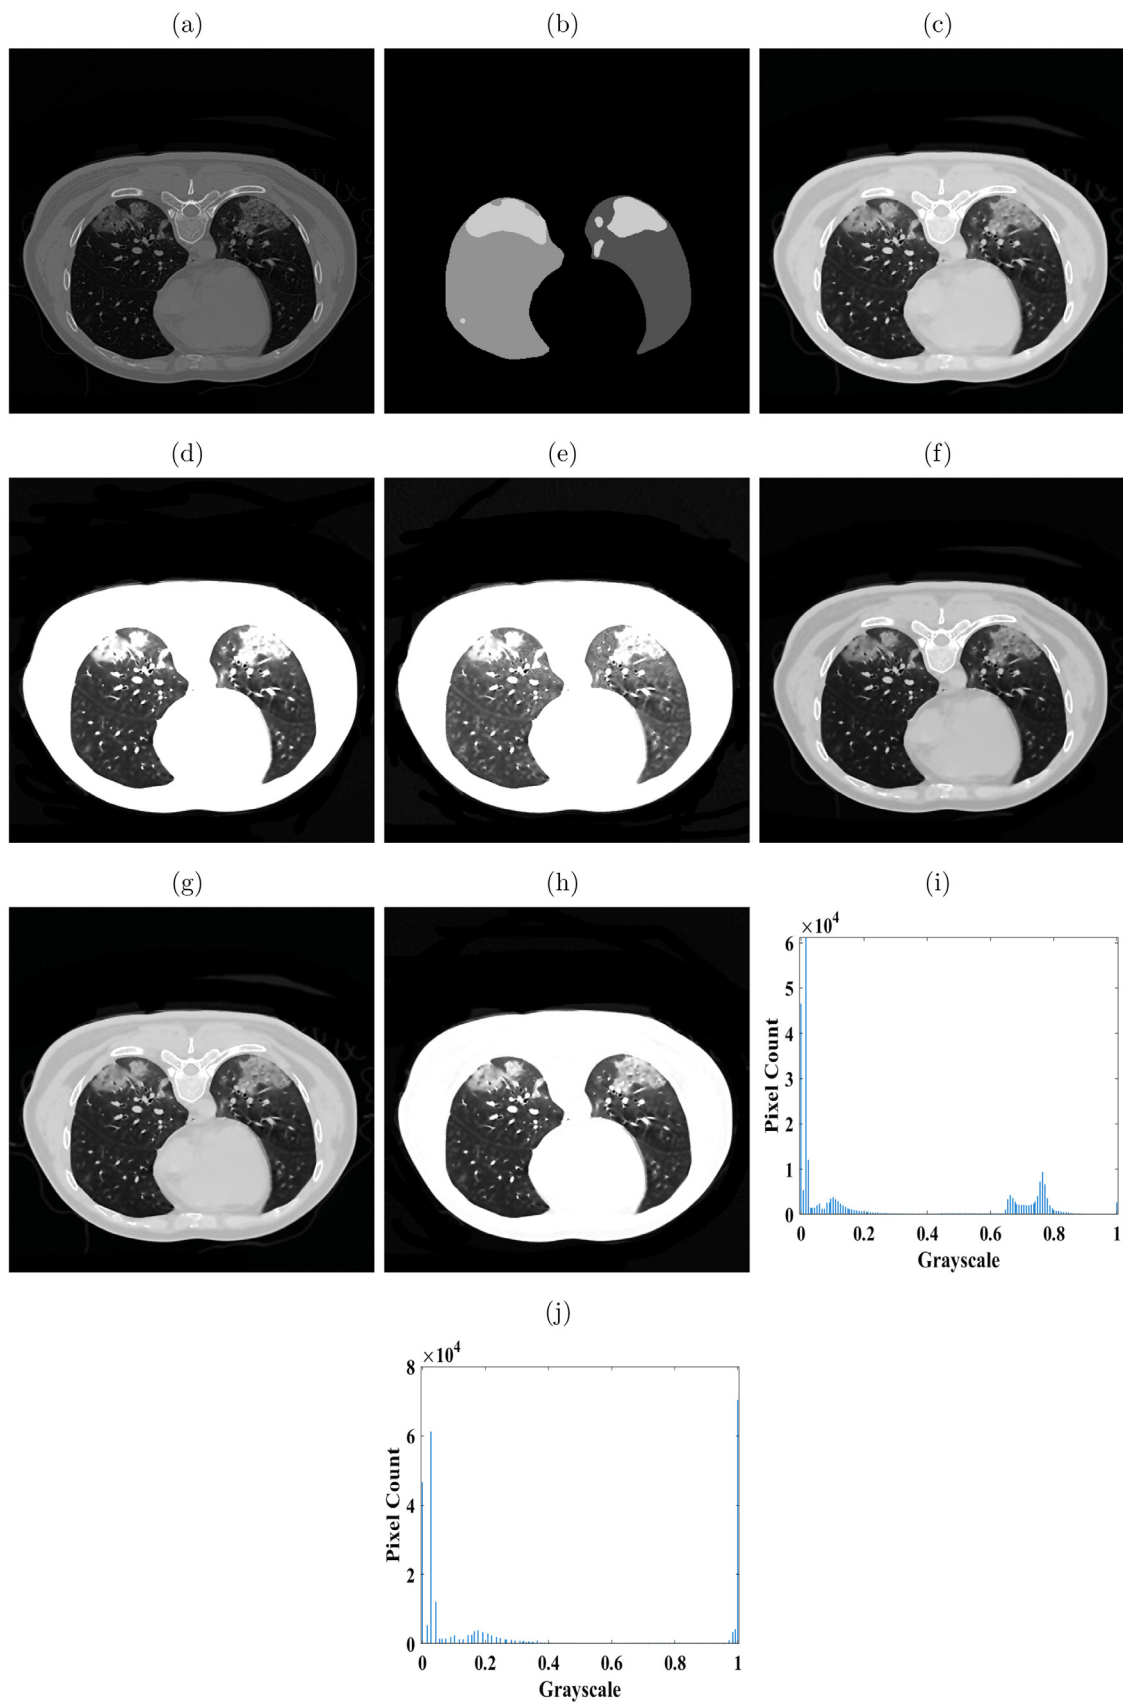 (a)
(b)
(c)
(d)
(e)
(f)
(g)
(h)
(i)
×10⁴
6
5
4
3
2
1
0
Pixel Count
0 0.2 0.4 0.6 0.8 1
Grayscale
(j)
×10⁴
8
6
4
2
0
Pixel Count
0 0.2 0.4 0.6 0.8 1
Grayscale